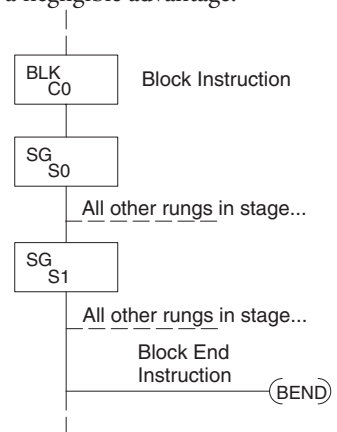 a negligible advantage.
BLK
C0
Block Instruction
SG
S0
All other rungs in stage...
SG
S1
All other rungs in stage...
Block End
Instruction
BEND